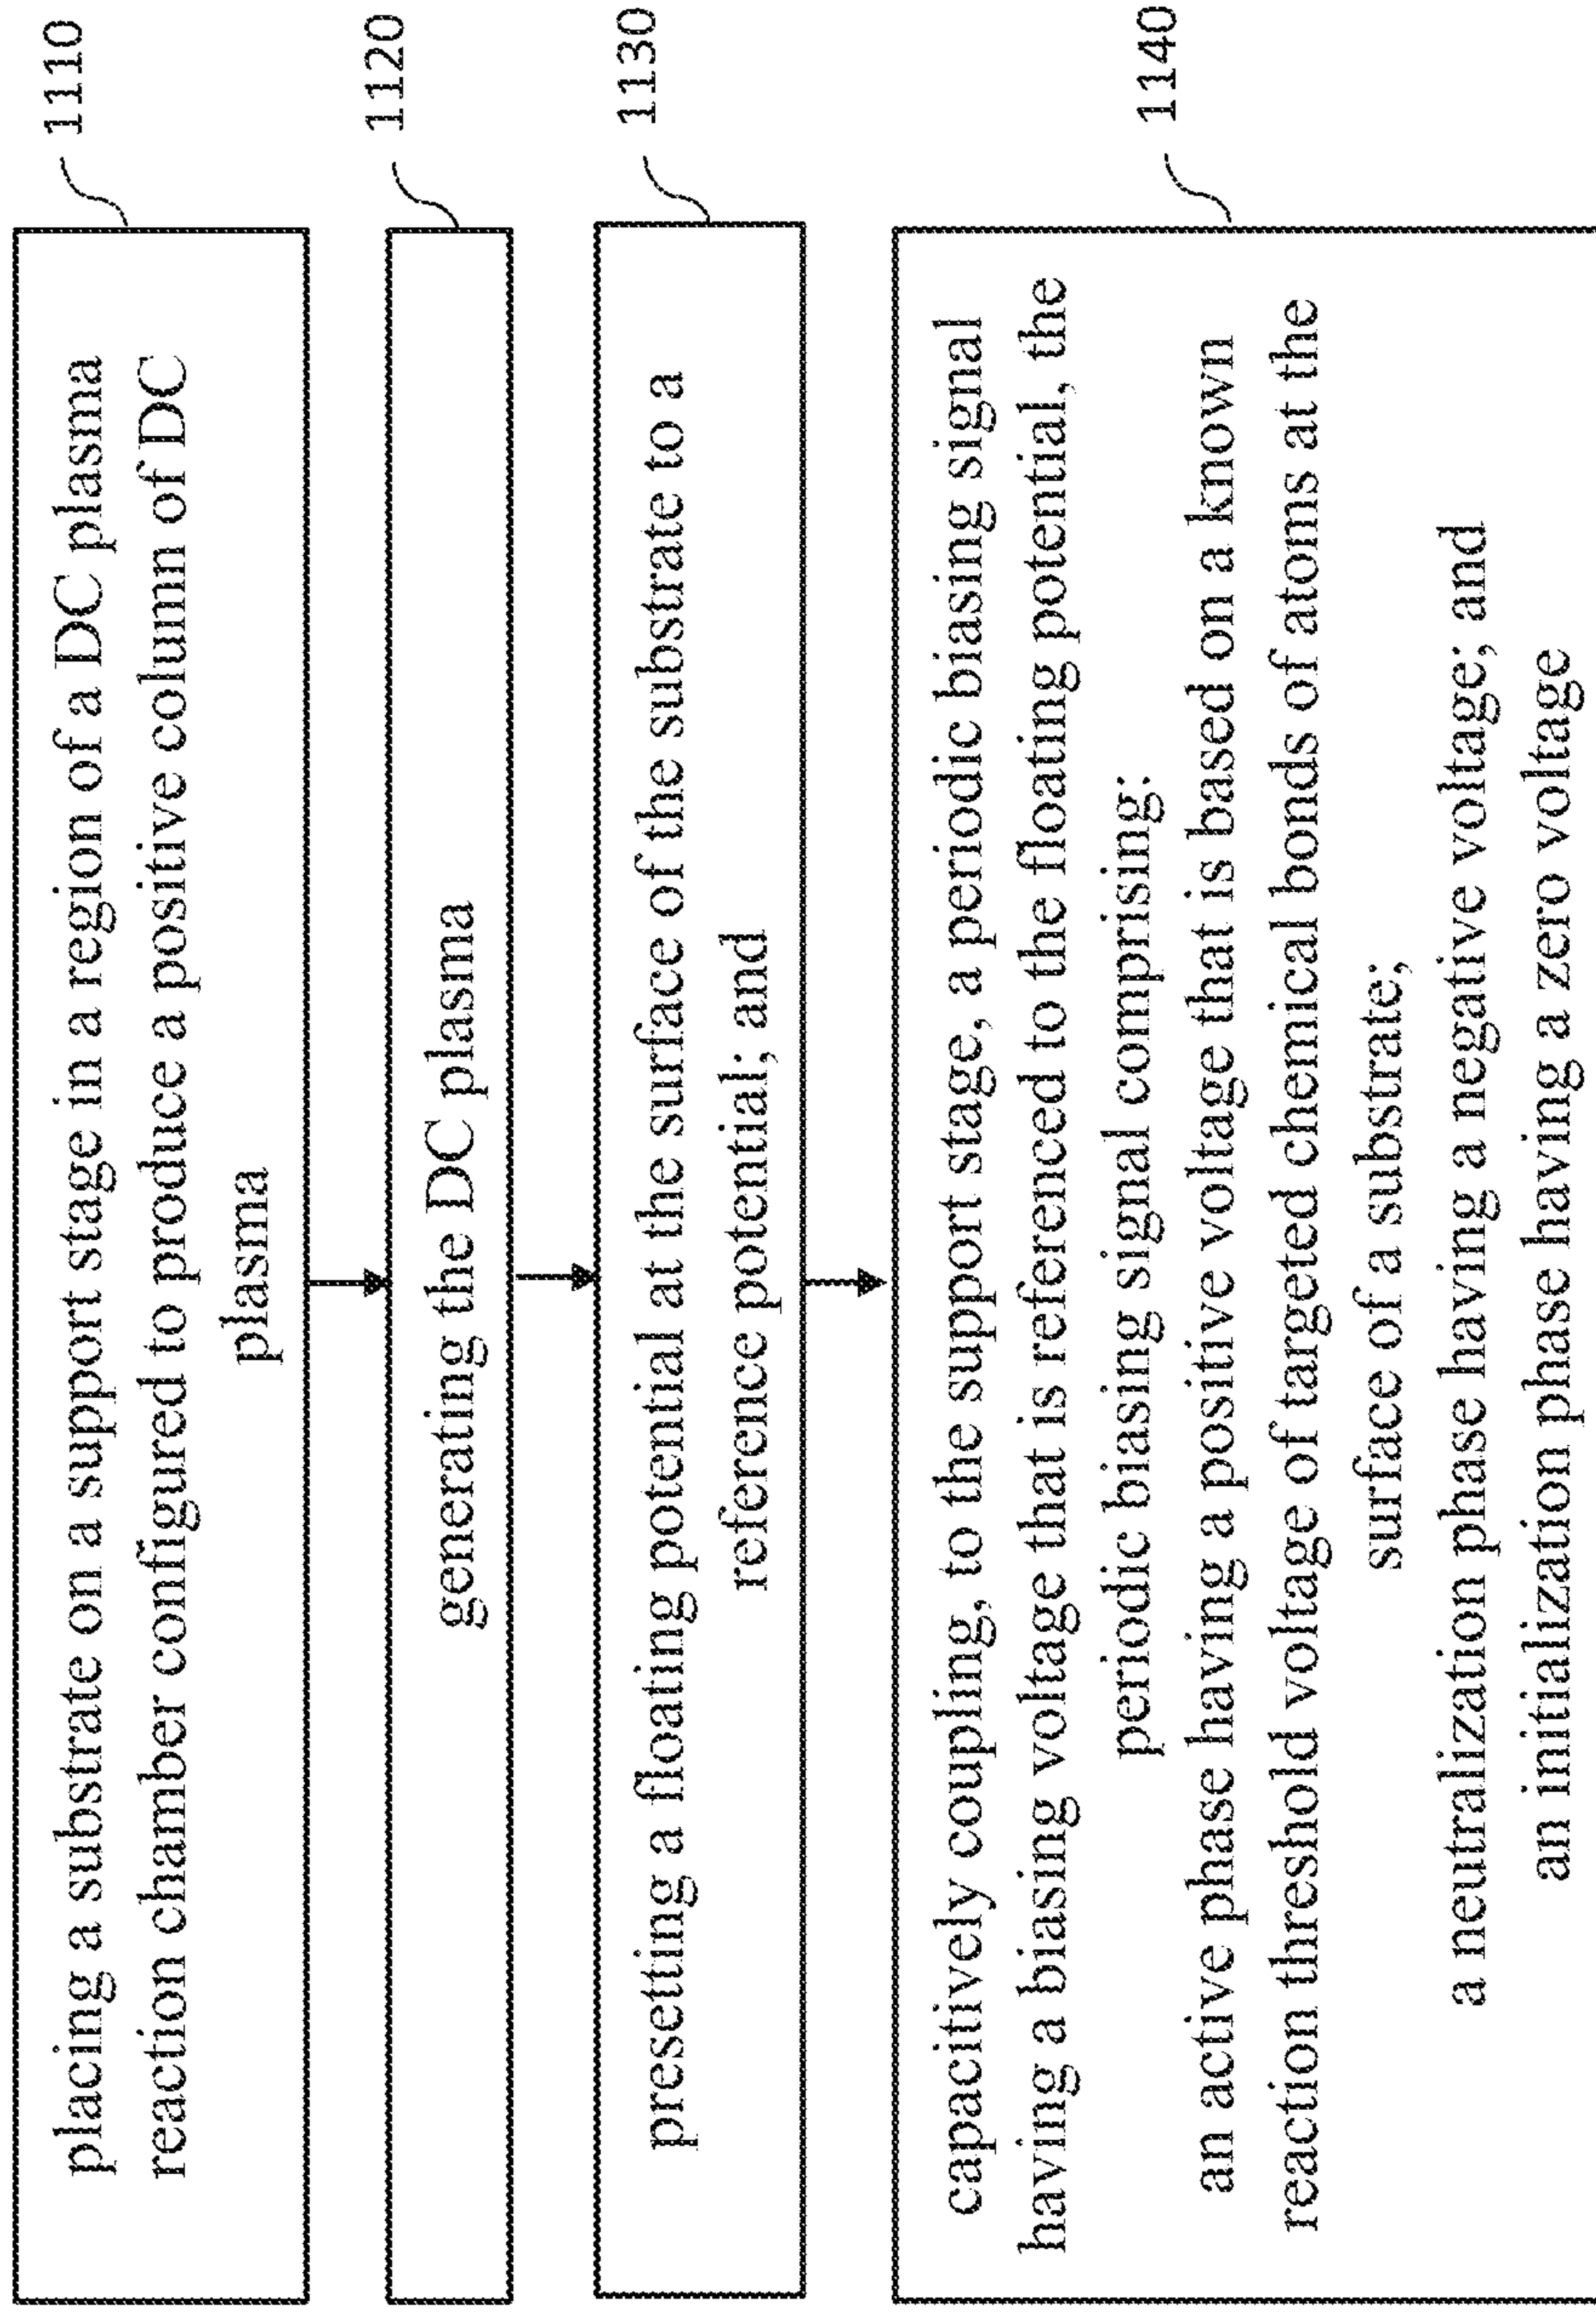 placing a substrate on a support stage in a region of a DC plasma
reaction chamber configured to produce a positive column of DC
plasma
1110
generating the DC plasma
1120
presetting a floating potential at the surface of the substrate to a
reference potential; and
1130
capacitively coupling, to the support stage, a periodic biasing signal
having a biasing voltage that is referenced to the floating potential, the
periodic biasing signal comprising:
an active phase having a positive voltage that is based on a known
reaction threshold voltage of targeted chemical bonds of atoms at the
surface of a substrate;
a neutralization phase having a negative voltage; and
an initialization phase having a zero voltage
1140